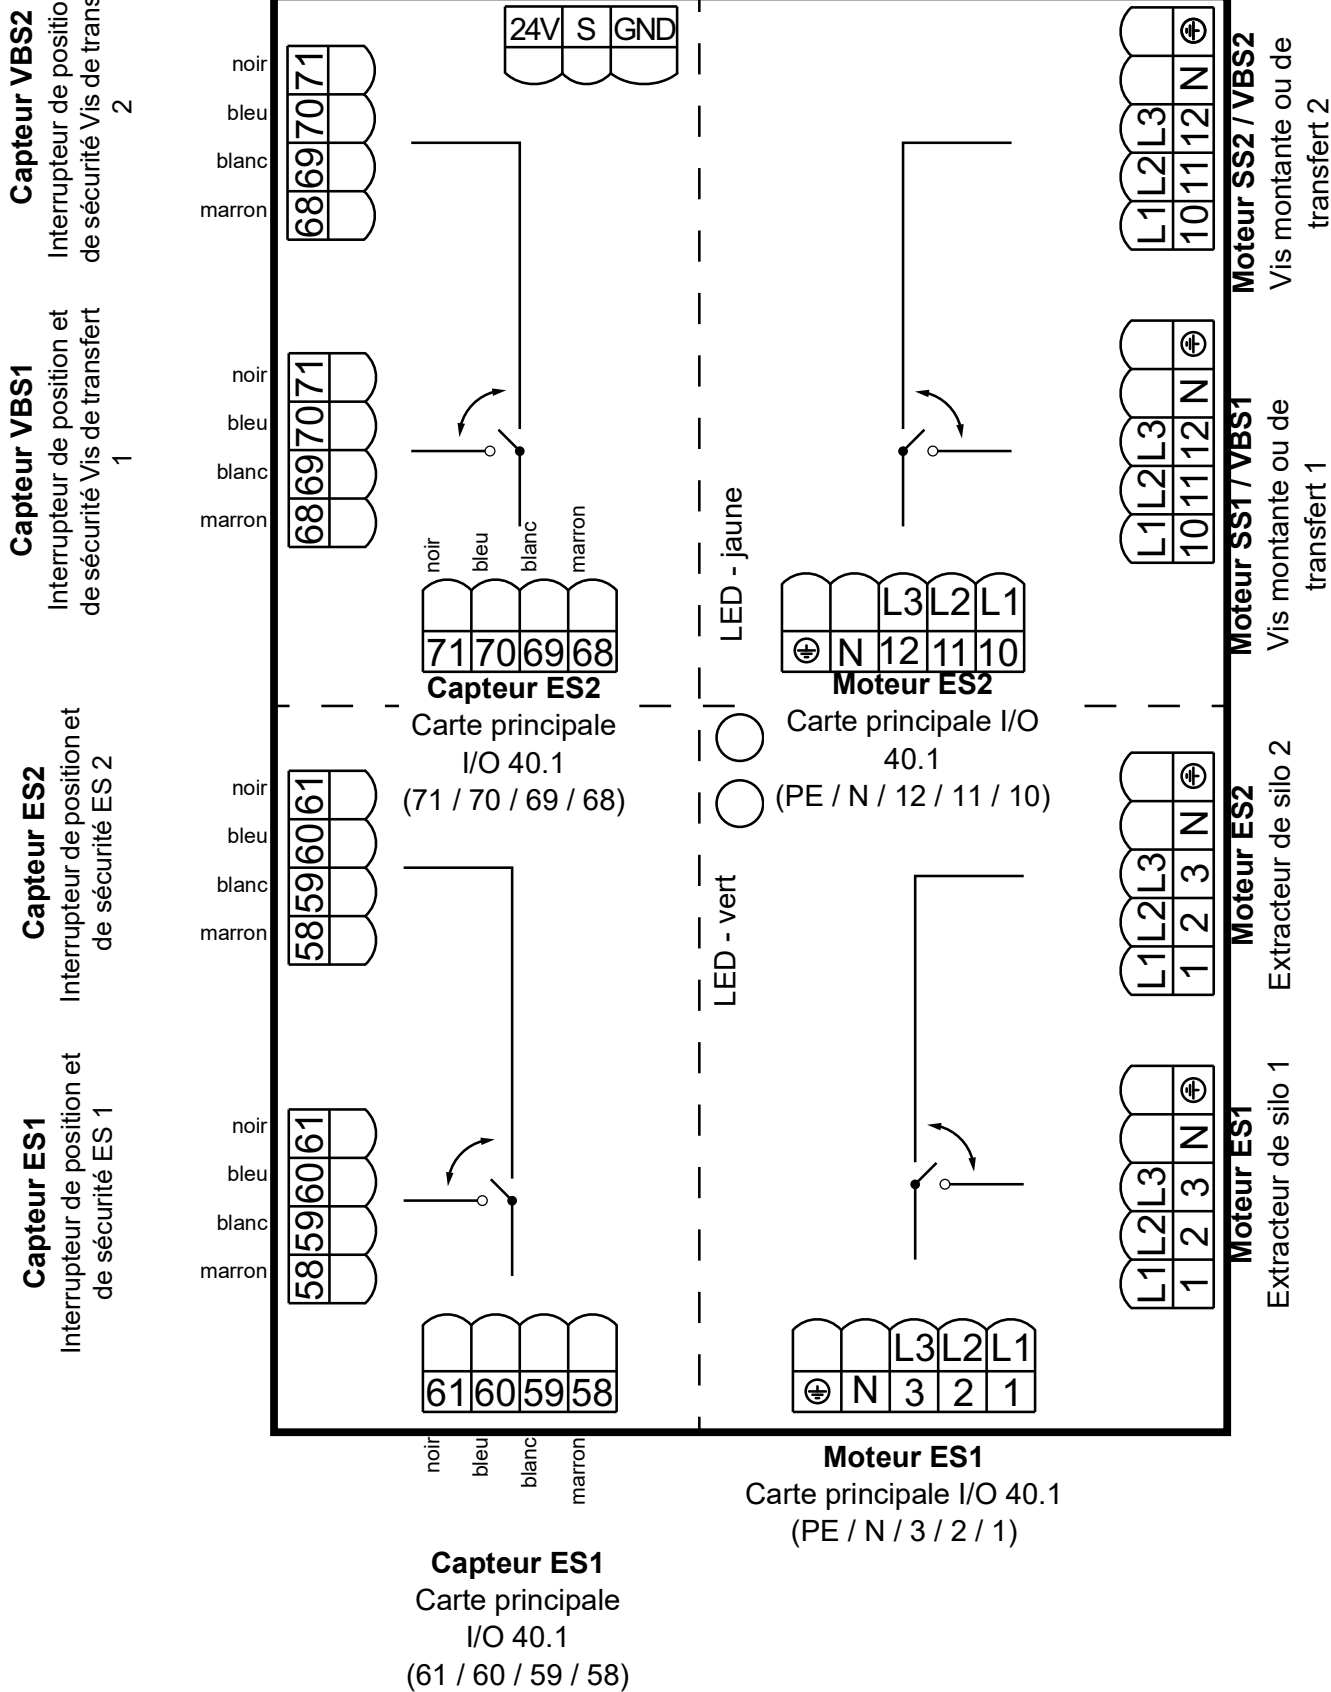 Capteur VBS2
Interrupteur de positio
de sécurité Vis de trans
2
noir
bleu
blanc
marron
71
70
69
68
24V S GND
N
L3 12
L2 11
L1 10
Moteur SS2 / VBS2
Vis montante ou de
transfert 2
Capteur VBS1
Interrupteur de position et
de sécurité Vis de transfert
1
noir
bleu
blanc
marron
71
70
69
68
N
L3 12
L2 11
L1 10
Moteur SS1 / VBS1
Vis montante ou de
transfert 1
noir bleu blanc marron
71 70 69 68
Capteur ES2
Carte principale
I/O 40.1
(71 / 70 / 69 / 68)
LED - jaune
L3 L2 L1
N 12 11 10
Moteur ES2
Carte principale I/O
40.1
(PE / N / 12 / 11 / 10)
LED - vert
Capteur ES2
Interrupteur de position et
de sécurité ES 2
noir
bleu
blanc
marron
61
60
59
58
N
L3 3
L2 2
L1 1
Moteur ES2
Extracteur de silo 2
Capteur ES1
Interrupteur de position et
de sécurité ES 1
noir
bleu
blanc
marron
61
60
59
58
N
L3 3
L2 2
L1 1
Moteur ES1
Extracteur de silo 1
61 60 59 58
noir bleu blanc marron
Capteur ES1
Carte principale
I/O 40.1
(61 / 60 / 59 / 58)
L3 L2 L1
N 3 2 1
Moteur ES1
Carte principale I/O 40.1
(PE / N / 3 / 2 / 1)